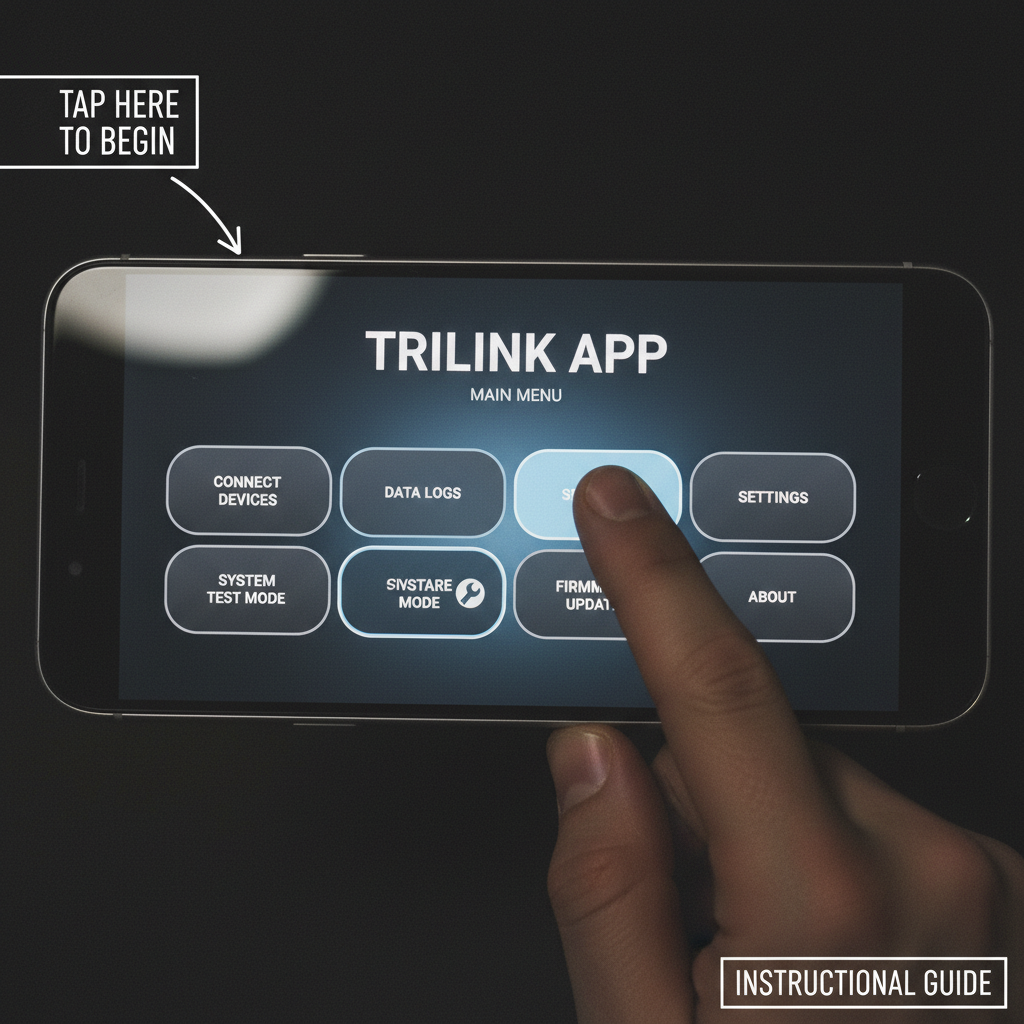 TAP HERE
TO BEGIN
TRILINK APP
MAIN MENU
CONNECT
DEVICES
DATA LOGS
SETTINGS
SYSTEM
TEST MODE
SIVSTARE
MODE
ABOUT
INSTRUCTIONAL GUIDE